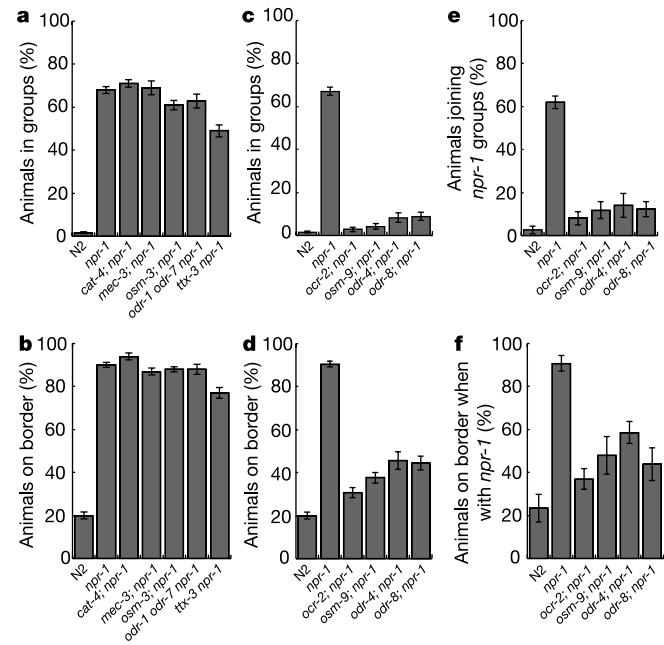 a
Animals in groups (%)
100
80
60
40
20
0
N2
npr-1
cat-4; npr-1
mec-3; npr-1
osm-3; npr-1
odr-1 odr-7 npr-1
ttx-3 npr-1
c
Animals in groups (%)
100
80
60
40
20
0
N2
npr-1
ocr-2; npr-1
osm-9; npr-1
odr-4; npr-1
odr-8; npr-1
e
Animals joining
npr-1 groups (%)
100
80
60
40
20
0
N2
npr-1
ocr-2; npr-1
osm-9; npr-1
odr-4; npr-1
odr-8; npr-1
b
Animals on border (%)
100
80
60
40
20
0
N2
npr-1
cat-4; npr-1
mec-3; npr-1
osm-3; npr-1
odr-1 odr-7 npr-1
ttx-3 npr-1
d
Animals on border (%)
100
80
60
40
20
0
N2
npr-1
ocr-2; npr-1
osm-9; npr-1
odr-4; npr-1
odr-8; npr-1
f
Animals on border when
with npr-1 (%)
100
80
60
40
20
0
N2
npr-1
ocr-2; npr-1
osm-9; npr-1
odr-4; npr-1
odr-8; npr-1